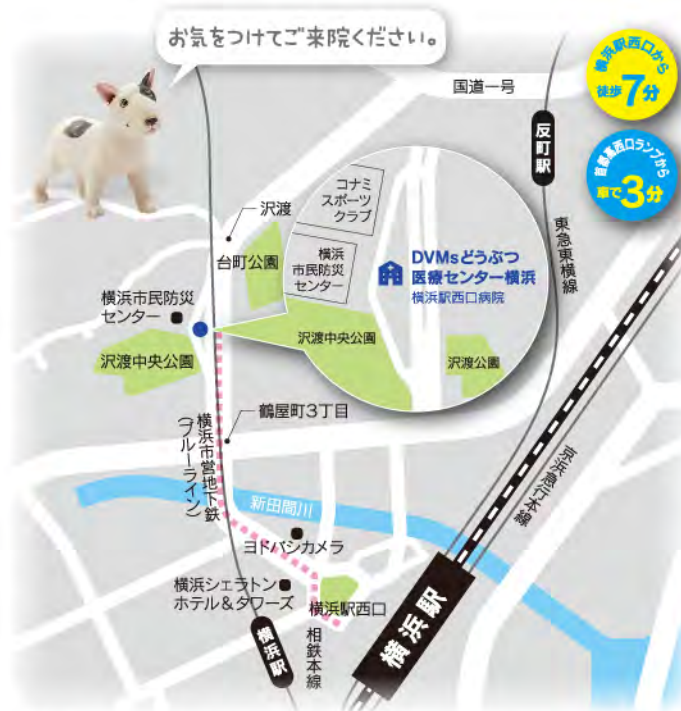 お気をつけてご来院ください。
横浜駅西口から
徒歩7分
首都高西口ランプから
車で3分
国道一号
反町駅
東急東横線
コナミ
スポーツ
クラブ
横浜
市民防災
センター
DVMsどうぶつ
医療センター横浜
横浜駅西口病院
沢渡中央公園
沢渡公園
沢渡
台町公園
横浜市民防災
センター
沢渡中央公園
鶴屋町3丁目
横浜市営地下鉄
(ブルーライン)
京浜急行本線
新田間川
ヨドバシカメラ
横浜シェラトン
ホテル&タワーズ
横浜駅西口
横浜駅
相鉄本線
横浜駅